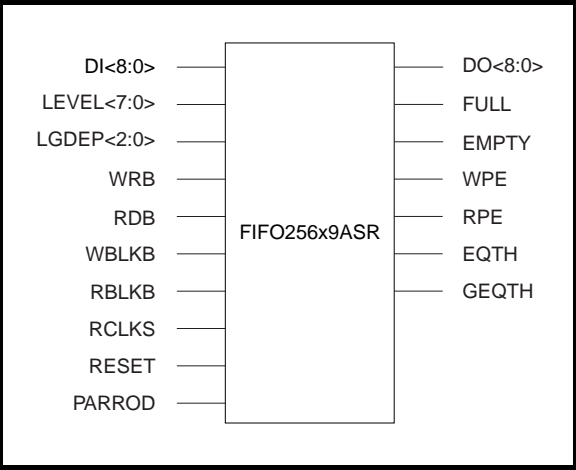 DI<8:0>
LEVEL<7:0>
LGDEP<2:0>
WRB
RDB
WBLKB
RBLKB
RCLKS
RESET
PARROD
FIFO256x9ASR
DO<8:0>
FULL
EMPTY
WPE
RPE
EQTH
GEQTH